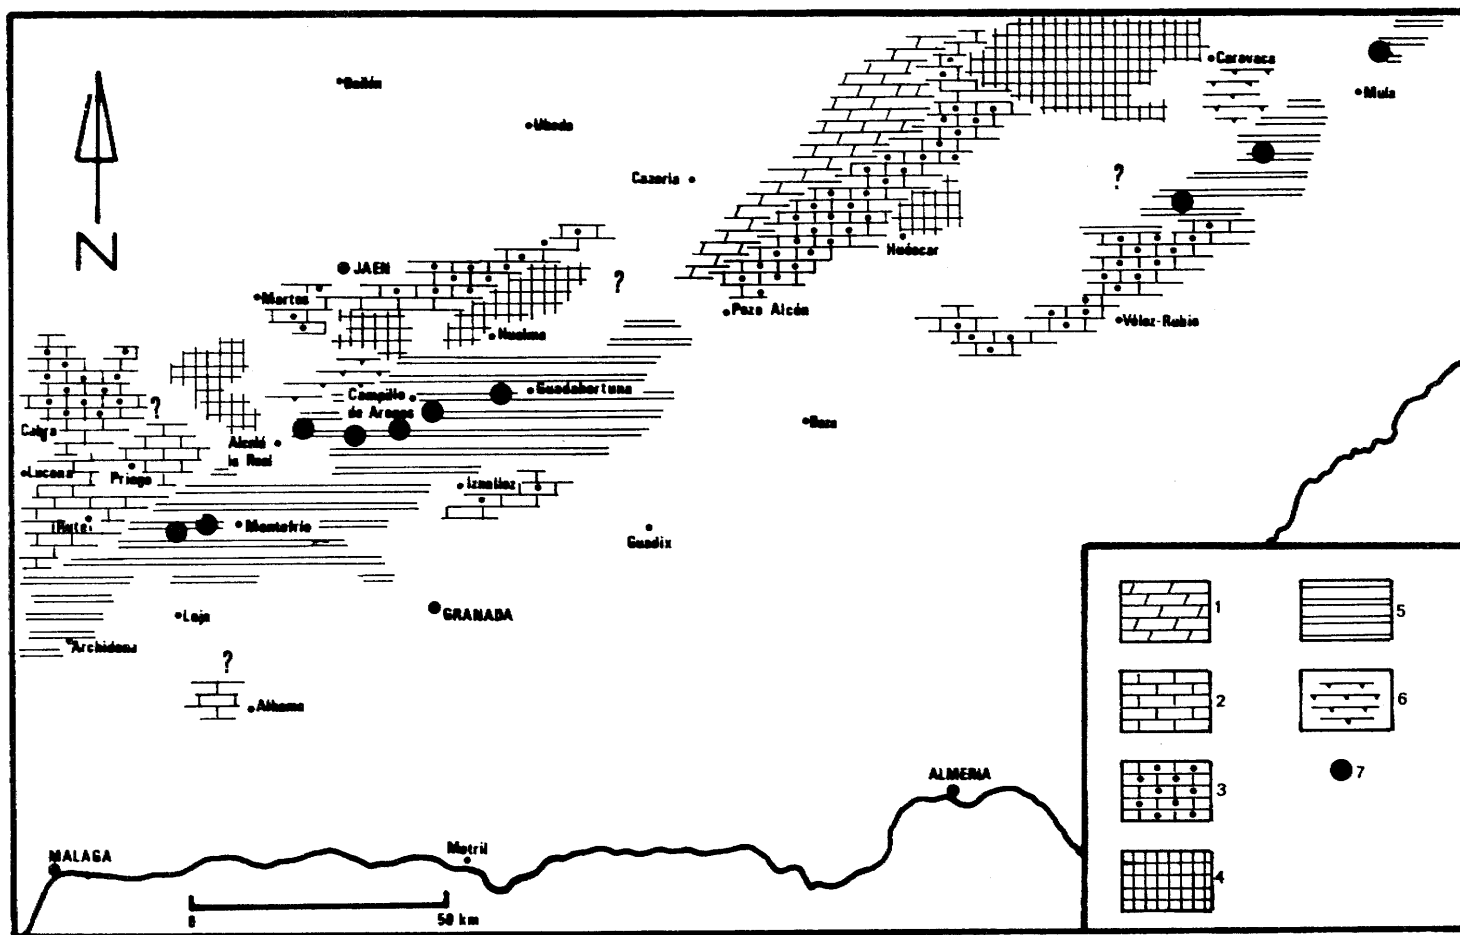 Bailén
Ubeda
Cazorla
Caravaca
Mula
N
JAEN
Martos
Huelma
?
Pozo Alcón
Huéscar
?
Vélez-Rubio
Cabra
?
Lucena
Priego
Alcalá
la Real
Campillo
de Arenas
Guadahortuna
Baza
Iznalloz
Rute
Montefrío
Guadix
Loja
GRANADA
Archidona
?
Alhama
MALAGA
Motril
ALMERIA
0
50 km
1
2
3
4
5
6
7